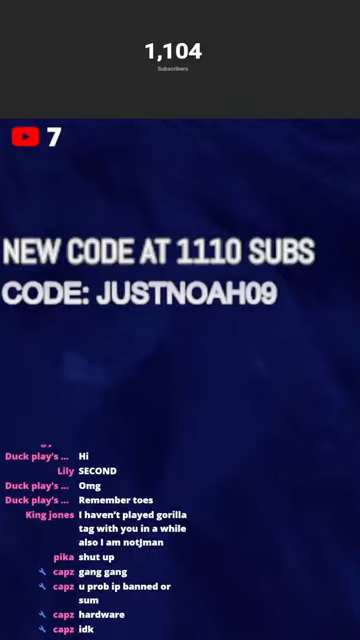 1,104
Subscribers
7
NEW CODE AT 1110 SUBS
CODE: JUSTNOAH09
Duck play's ... Hi
Lily SECOND
Duck play's ... Omg
Duck play's ... Remember toes
King jones I haven't played gorilla
tag with you in a while
also I am notJman
pika shut up
capz gang gang
capz u prob ip banned or
sum
capz hardware
capz idk